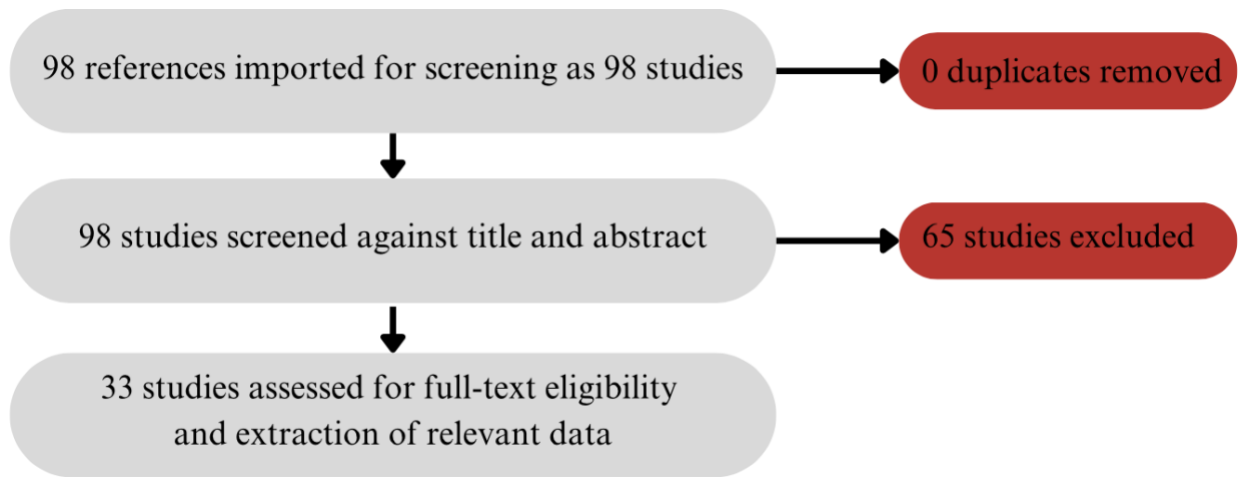 98 references imported for screening as 98 studies
0 duplicates removed
98 studies screened against title and abstract
65 studies excluded
33 studies assessed for full-text eligibility
and extraction of relevant data